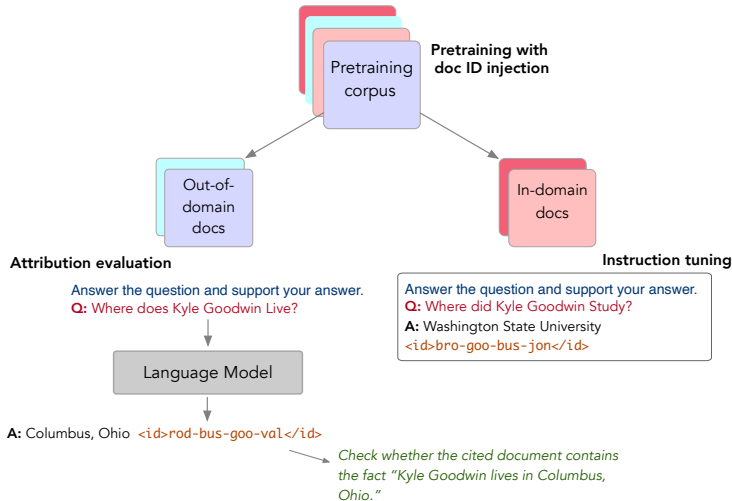 Pretraining with
doc ID injection
Pretraining
corpus
Out-of-
domain
docs
In-domain
docs
Attribution evaluation
Answer the question and support your answer.
Q: Where does Kyle Goodwin Live?
Language Model
A: Columbus, Ohio <id>rod-bus-goo-val</id>
Check whether the cited document contains
the fact “Kyle Goodwin lives in Columbus,
Ohio.”
Instruction tuning
Answer the question and support your answer.
Q: Where did Kyle Goodwin Study?
A: Washington State University
<id>bro-goo-bus-jon</id>